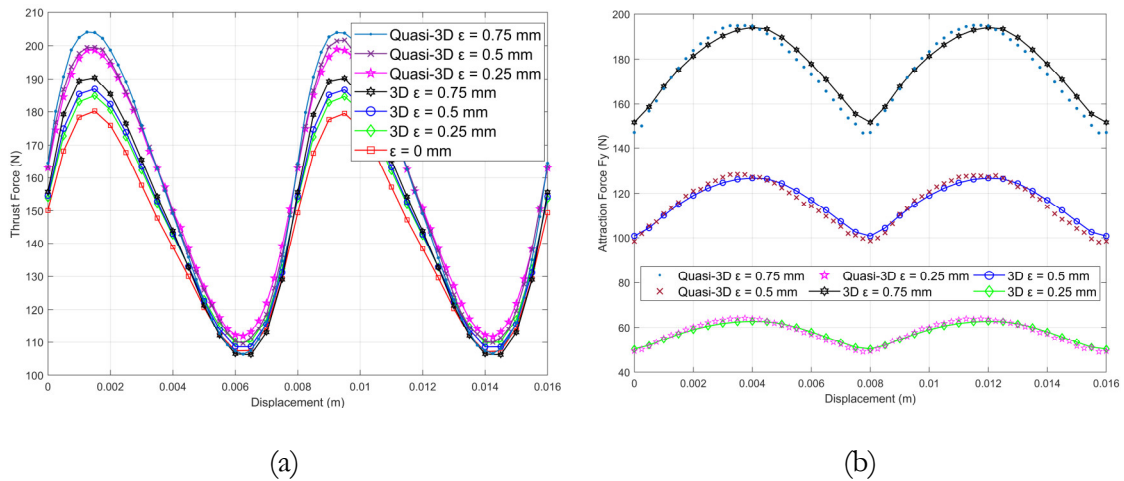 Quasi-3D ε = 0.75 mm
Quasi-3D ε = 0.5 mm
Quasi-3D ε = 0.25 mm
3D ε = 0.75 mm
3D ε = 0.5 mm
3D ε = 0.25 mm
ε = 0 mm
Thrust Force (N)
210
200
190
180
170
160
150
140
130
120
110
100
0
0.002
0.004
0.006
0.008
0.01
0.012
0.014
0.016
Displacement (m)
(a)
Attraction Force Fy (N)
200
180
160
140
120
100
80
60
40
Quasi-3D ε = 0.75 mm
Quasi-3D ε = 0.25 mm
3D ε = 0.5 mm
Quasi-3D ε = 0.5 mm
3D ε = 0.75 mm
3D ε = 0.25 mm
0
0.002
0.004
0.006
0.008
0.01
0.012
0.014
0.016
Displacement (m)
(b)